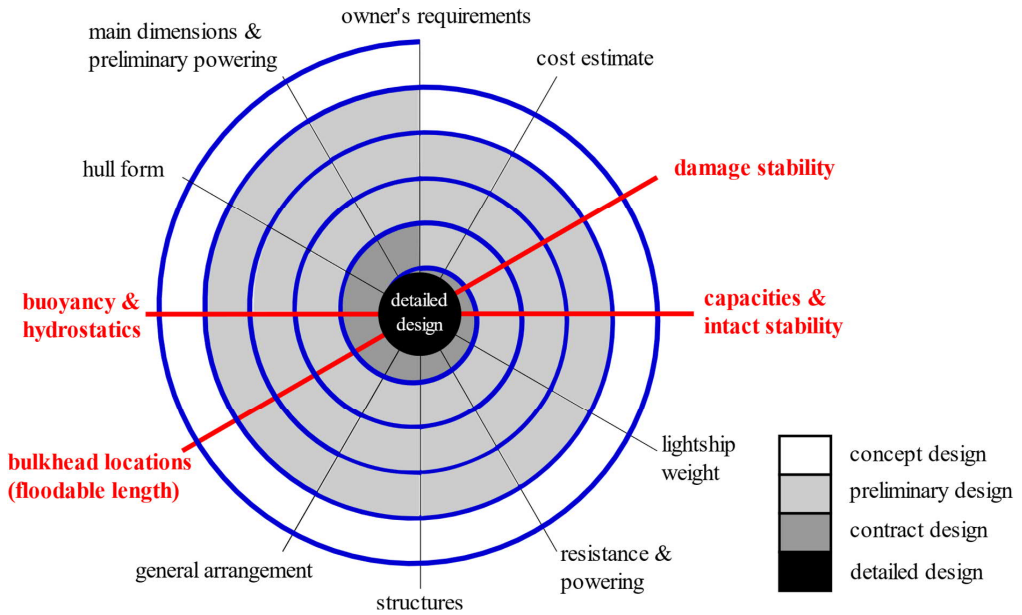 owner's requirements
main dimensions &
preliminary powering
cost estimate
hull form
damage stability
buoyancy &
hydrostatics
detailed
design
capacities &
intact stability
bulkhead locations
(floodable length)
lightship
weight
general arrangement
structures
resistance &
powering
concept design
preliminary design
contract design
detailed design